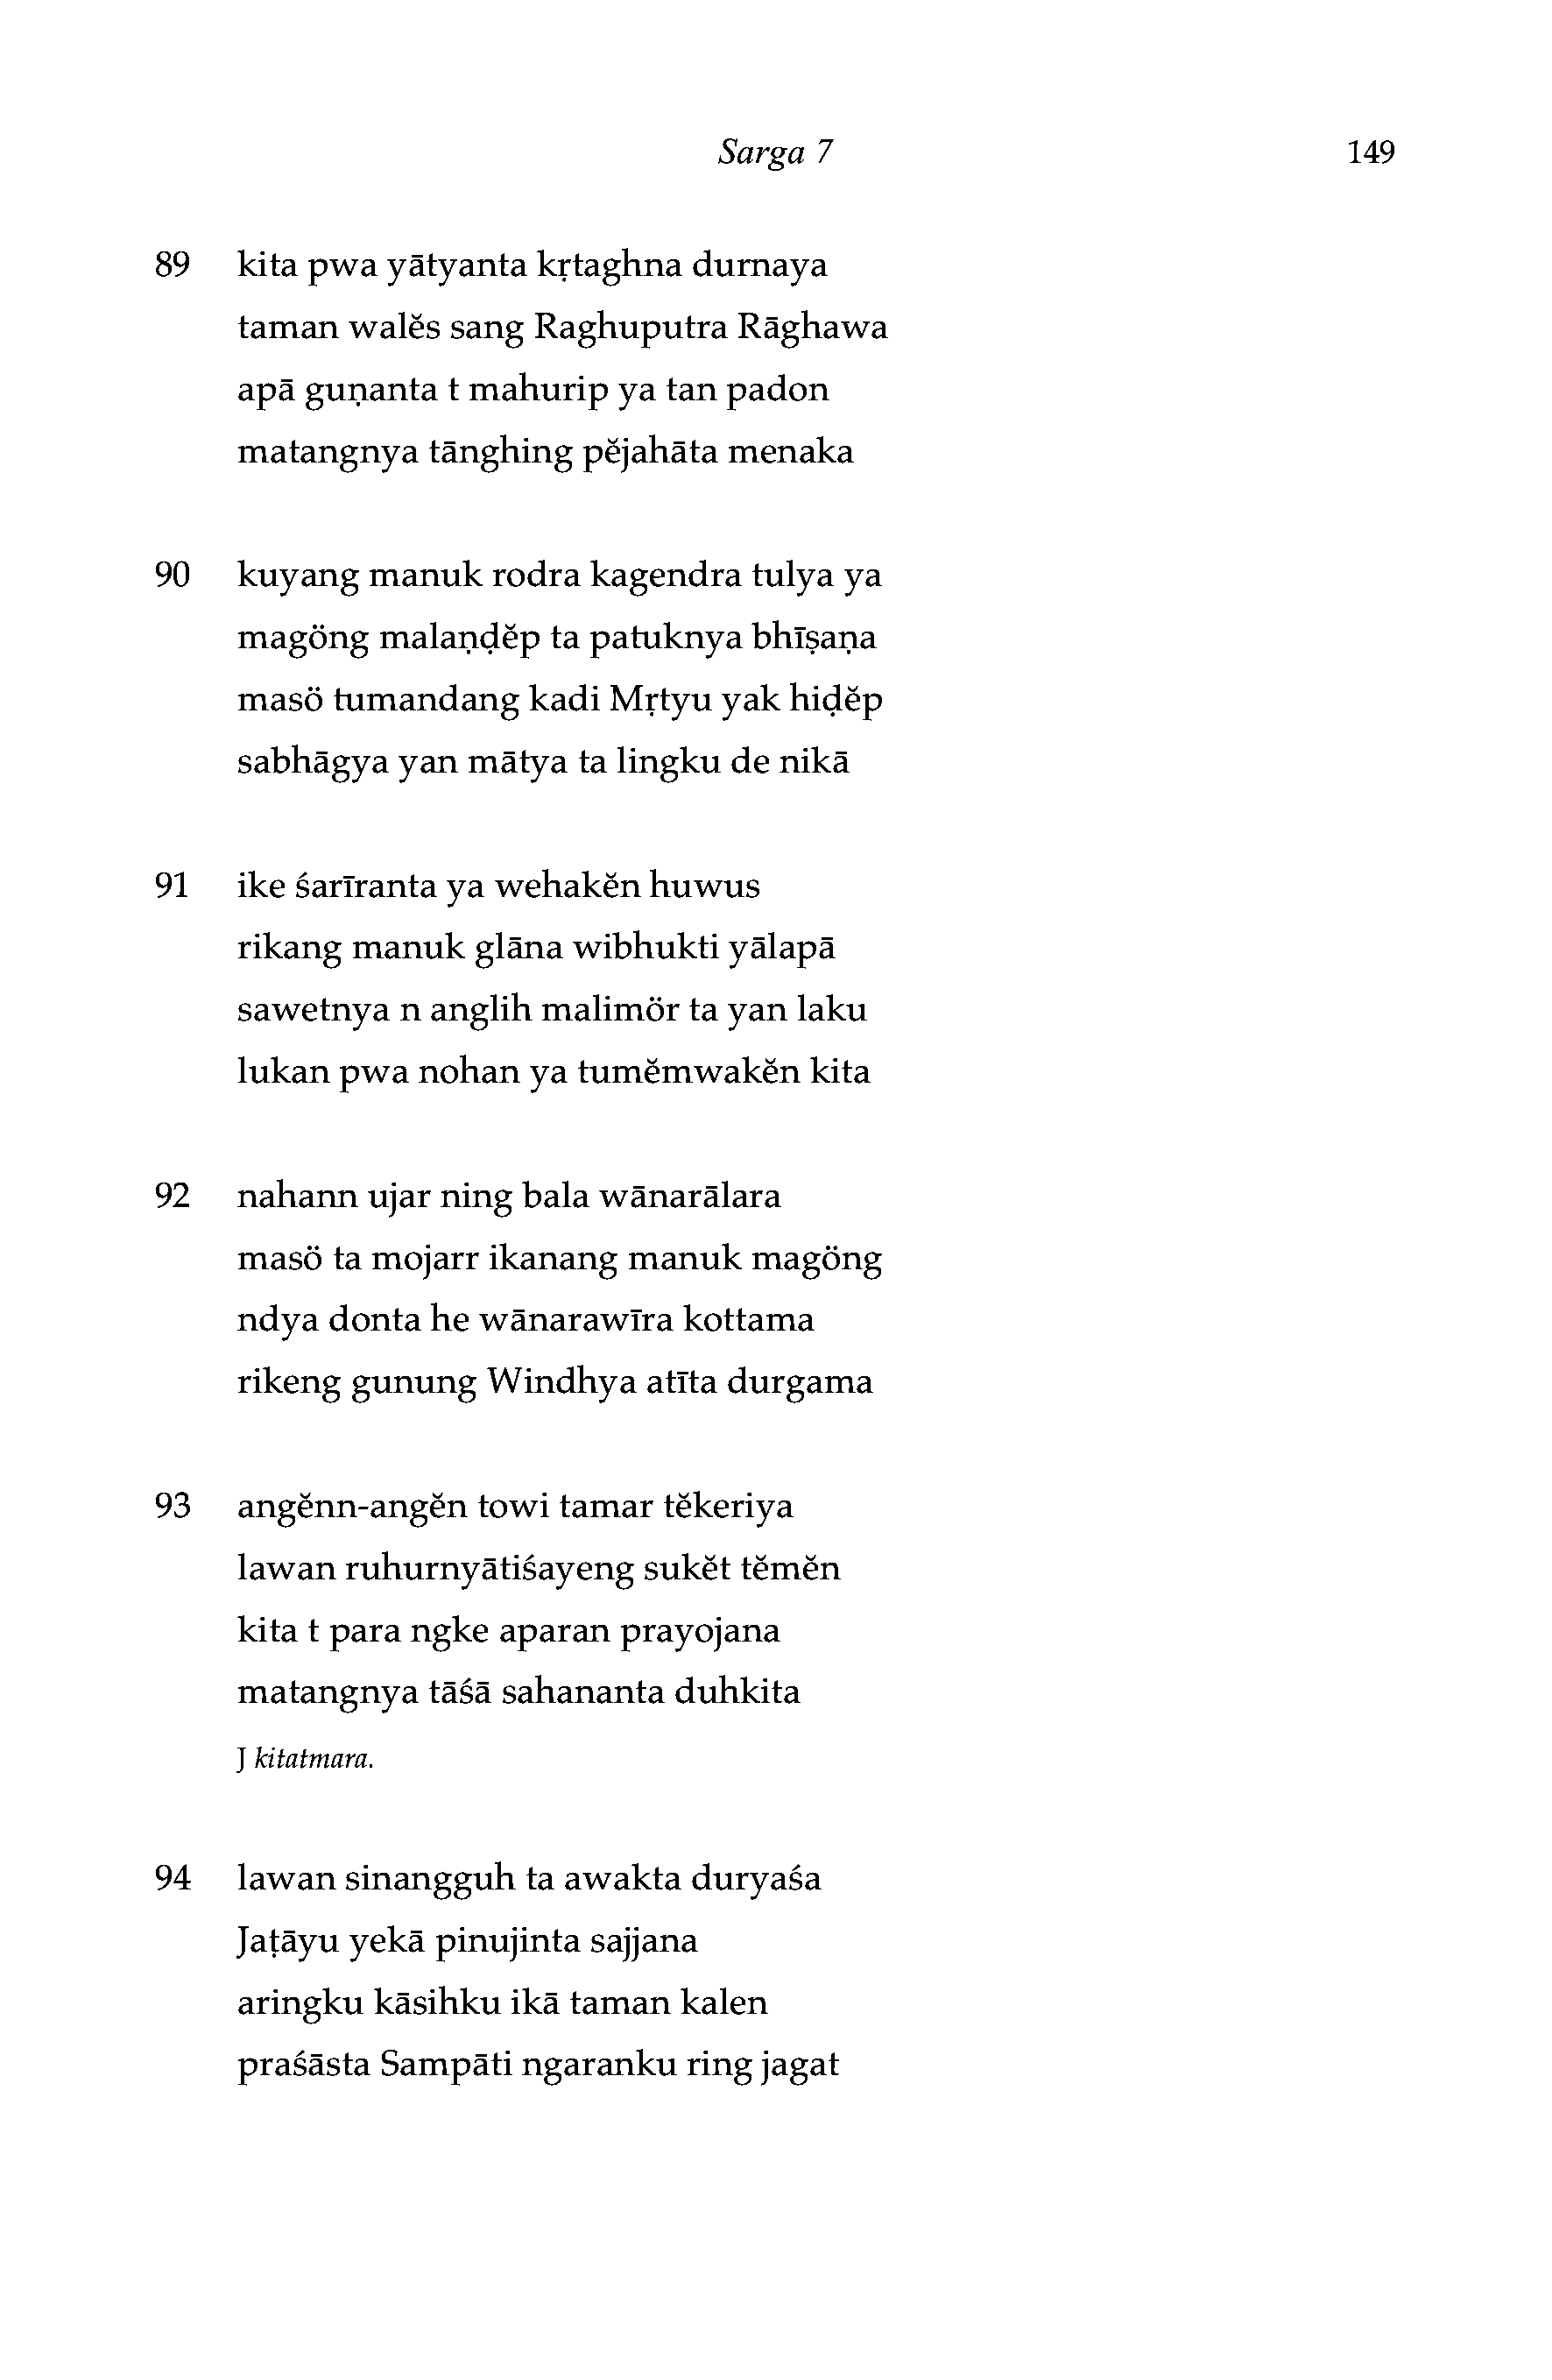 Sarga 7 149
89 kita pwa yātyanta kṛtaghna durnaya
taman walĕs sang Raghuputra Rāghawa
apā guṇanta t mahurip ya tan padon
matangnya tānghing pĕjahāta menaka
90 kuyang manuk rodra kagendra tulya ya
magöng malaṇḍĕp ta patuknya bhīṣaṇa
masö tumandang kadi Mṛtyu yak hiḍĕp
sabhāgya yan mātya ta lingku de nikā
91 ike śarīranta ya wehakĕn huwus
rikang manuk glāna wibhukti yālapā
sawetnya n anglih malimör ta yan laku
lukan pwa nohan ya tumĕmwakĕn kita
92 nahann ujar ning bala wānarālara
masö ta mojarr ikanang manuk magöng
ndya donta he wānarawīra kottama
rikeng gunung Windhya atīta durgama
93 angĕnn-angĕn towi tamar tĕkeriya
lawan ruhurnyātiśayeng sukĕt tĕmĕn
kita t para ngke aparan prayojana
matangnya tāśā sahananta duhkita
J kitatmara.
94 lawan sinangguh ta awakta duryaśa
Jaṭāyu yekā pinujinta sajjana
aringku kāsihku ikā taman kalen
praśāsta Sampāti ngaranku ring jagat